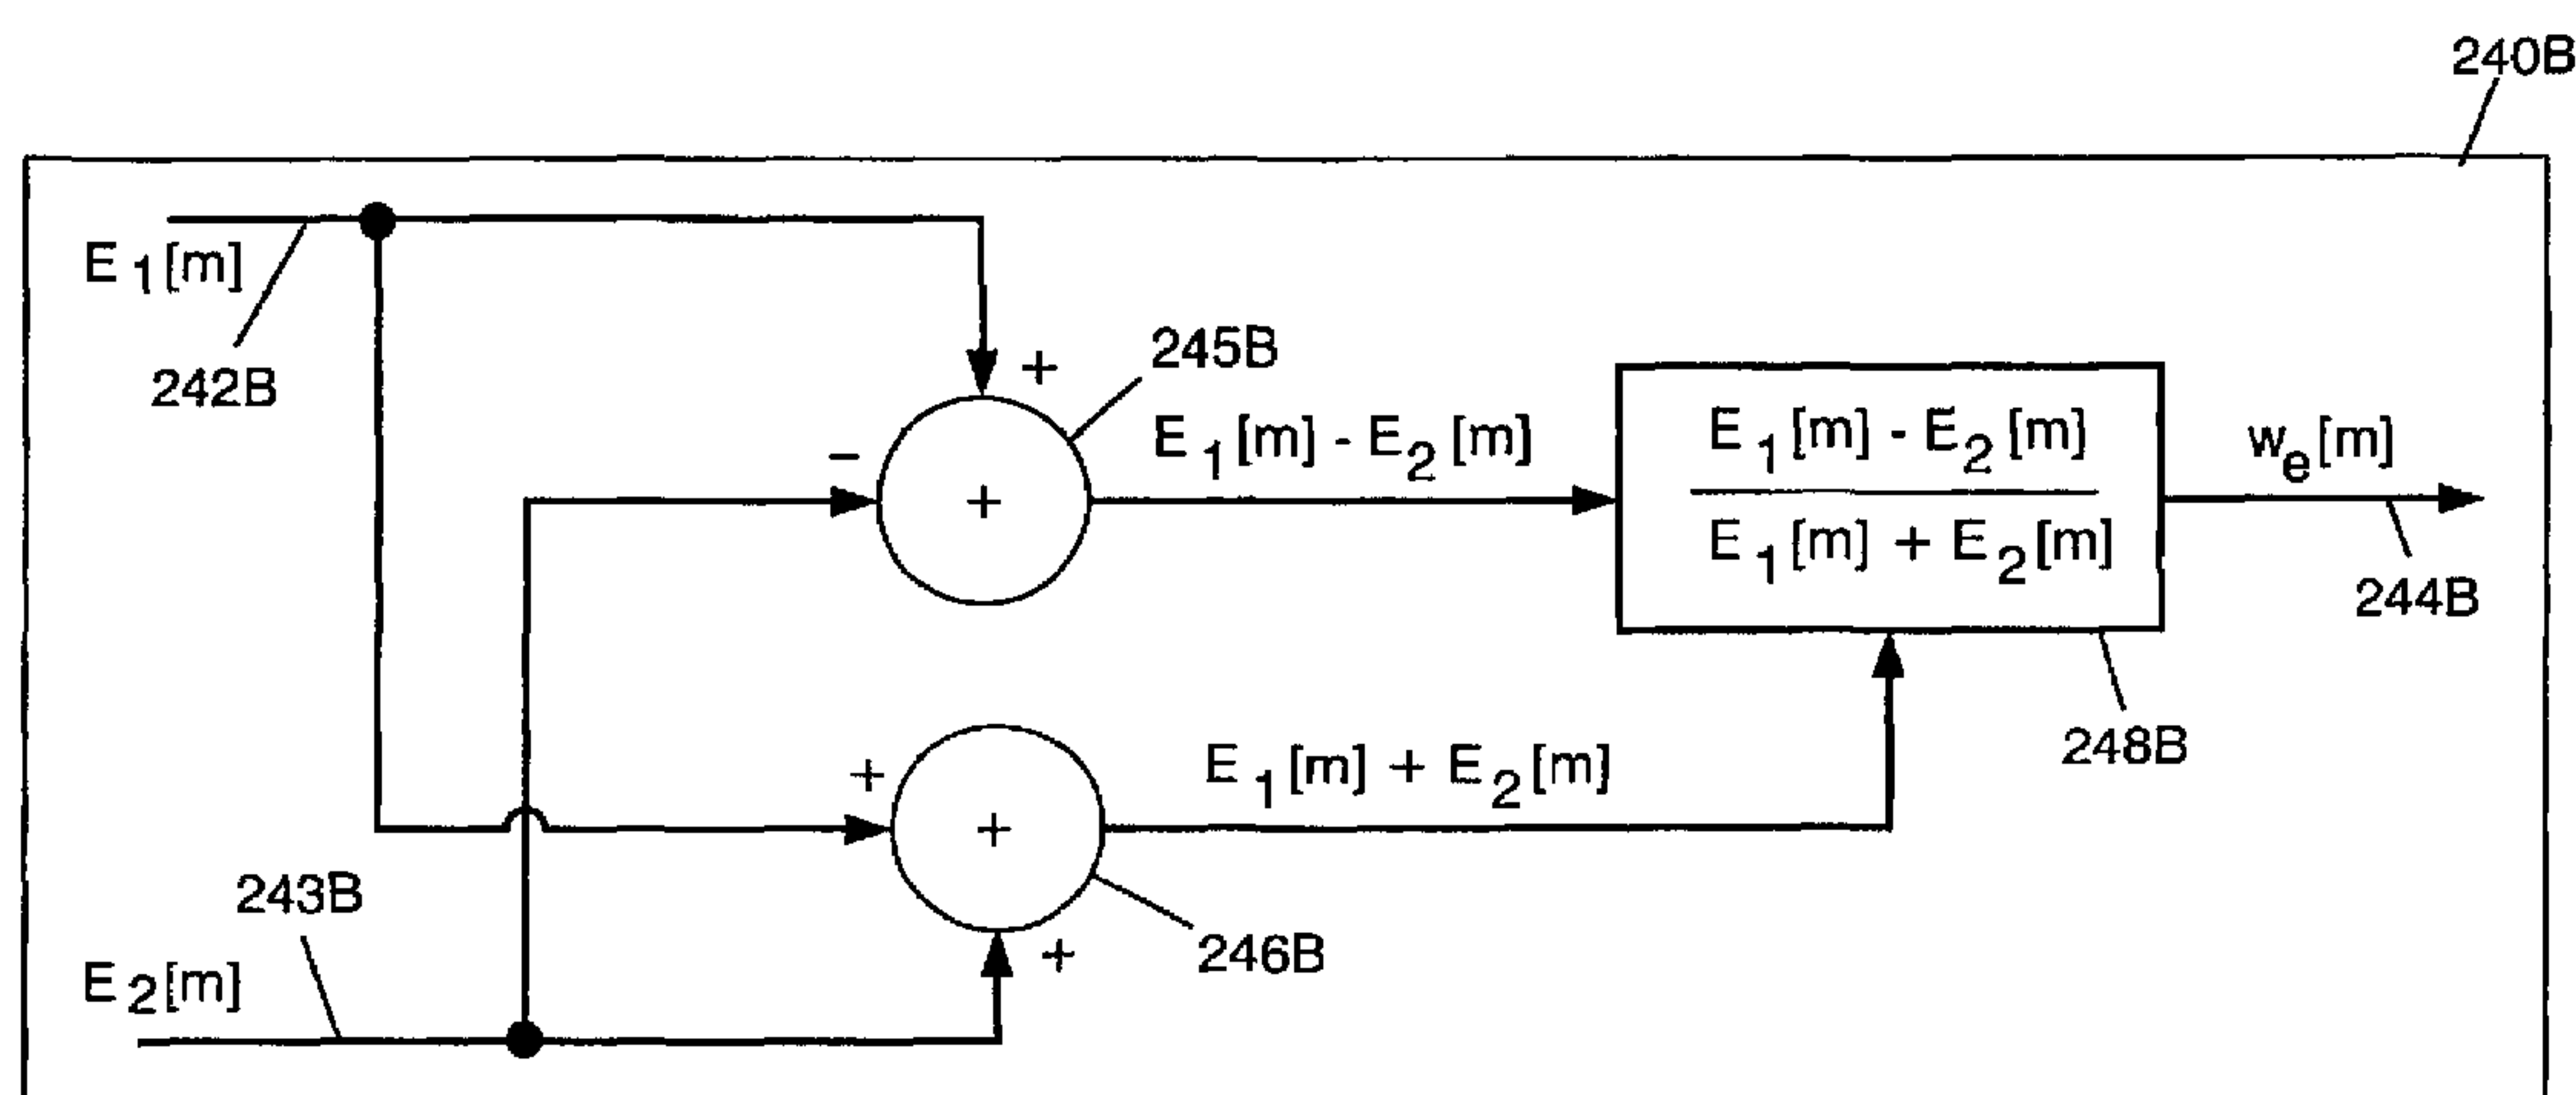 240B
E1[m]
242B
+
245B
−
+
E1[m] - E2[m]
E1[m] - E2[m]
E1[m] + E2[m]
we[m]
244B
248B
+
+
E1[m] + E2[m]
+
246B
243B
E2[m]